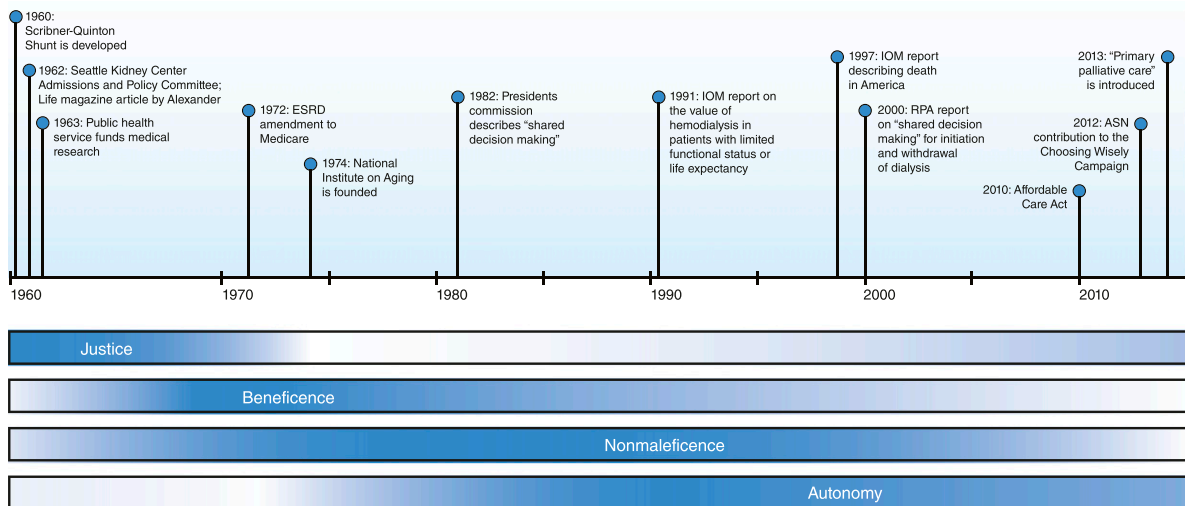 1960:
Scribner-Quinton
Shunt is developed
1962: Seattle Kidney Center
Admissions and Policy Committee;
Life magazine article by Alexander
1963: Public health
service funds medical
research
1972: ESRD
amendment to
Medicare
1974: National
Institute on Aging
is founded
1982: Presidents
commission
describes “shared
decision making”
1991: IOM report on
the value of
hemodialysis in
patients with limited
functional status or
life expectancy
1997: IOM report
describing death
in America
2000: RPA report
on “shared decision
making” for initiation
and withdrawal
of dialysis
2010: Affordable
Care Act
2012: ASN
contribution to the
Choosing Wisely
Campaign
2013: “Primary
palliative care”
is introduced
1960
1970
1980
1990
2000
2010
Justice
Beneficence
Nonmaleficence
Autonomy